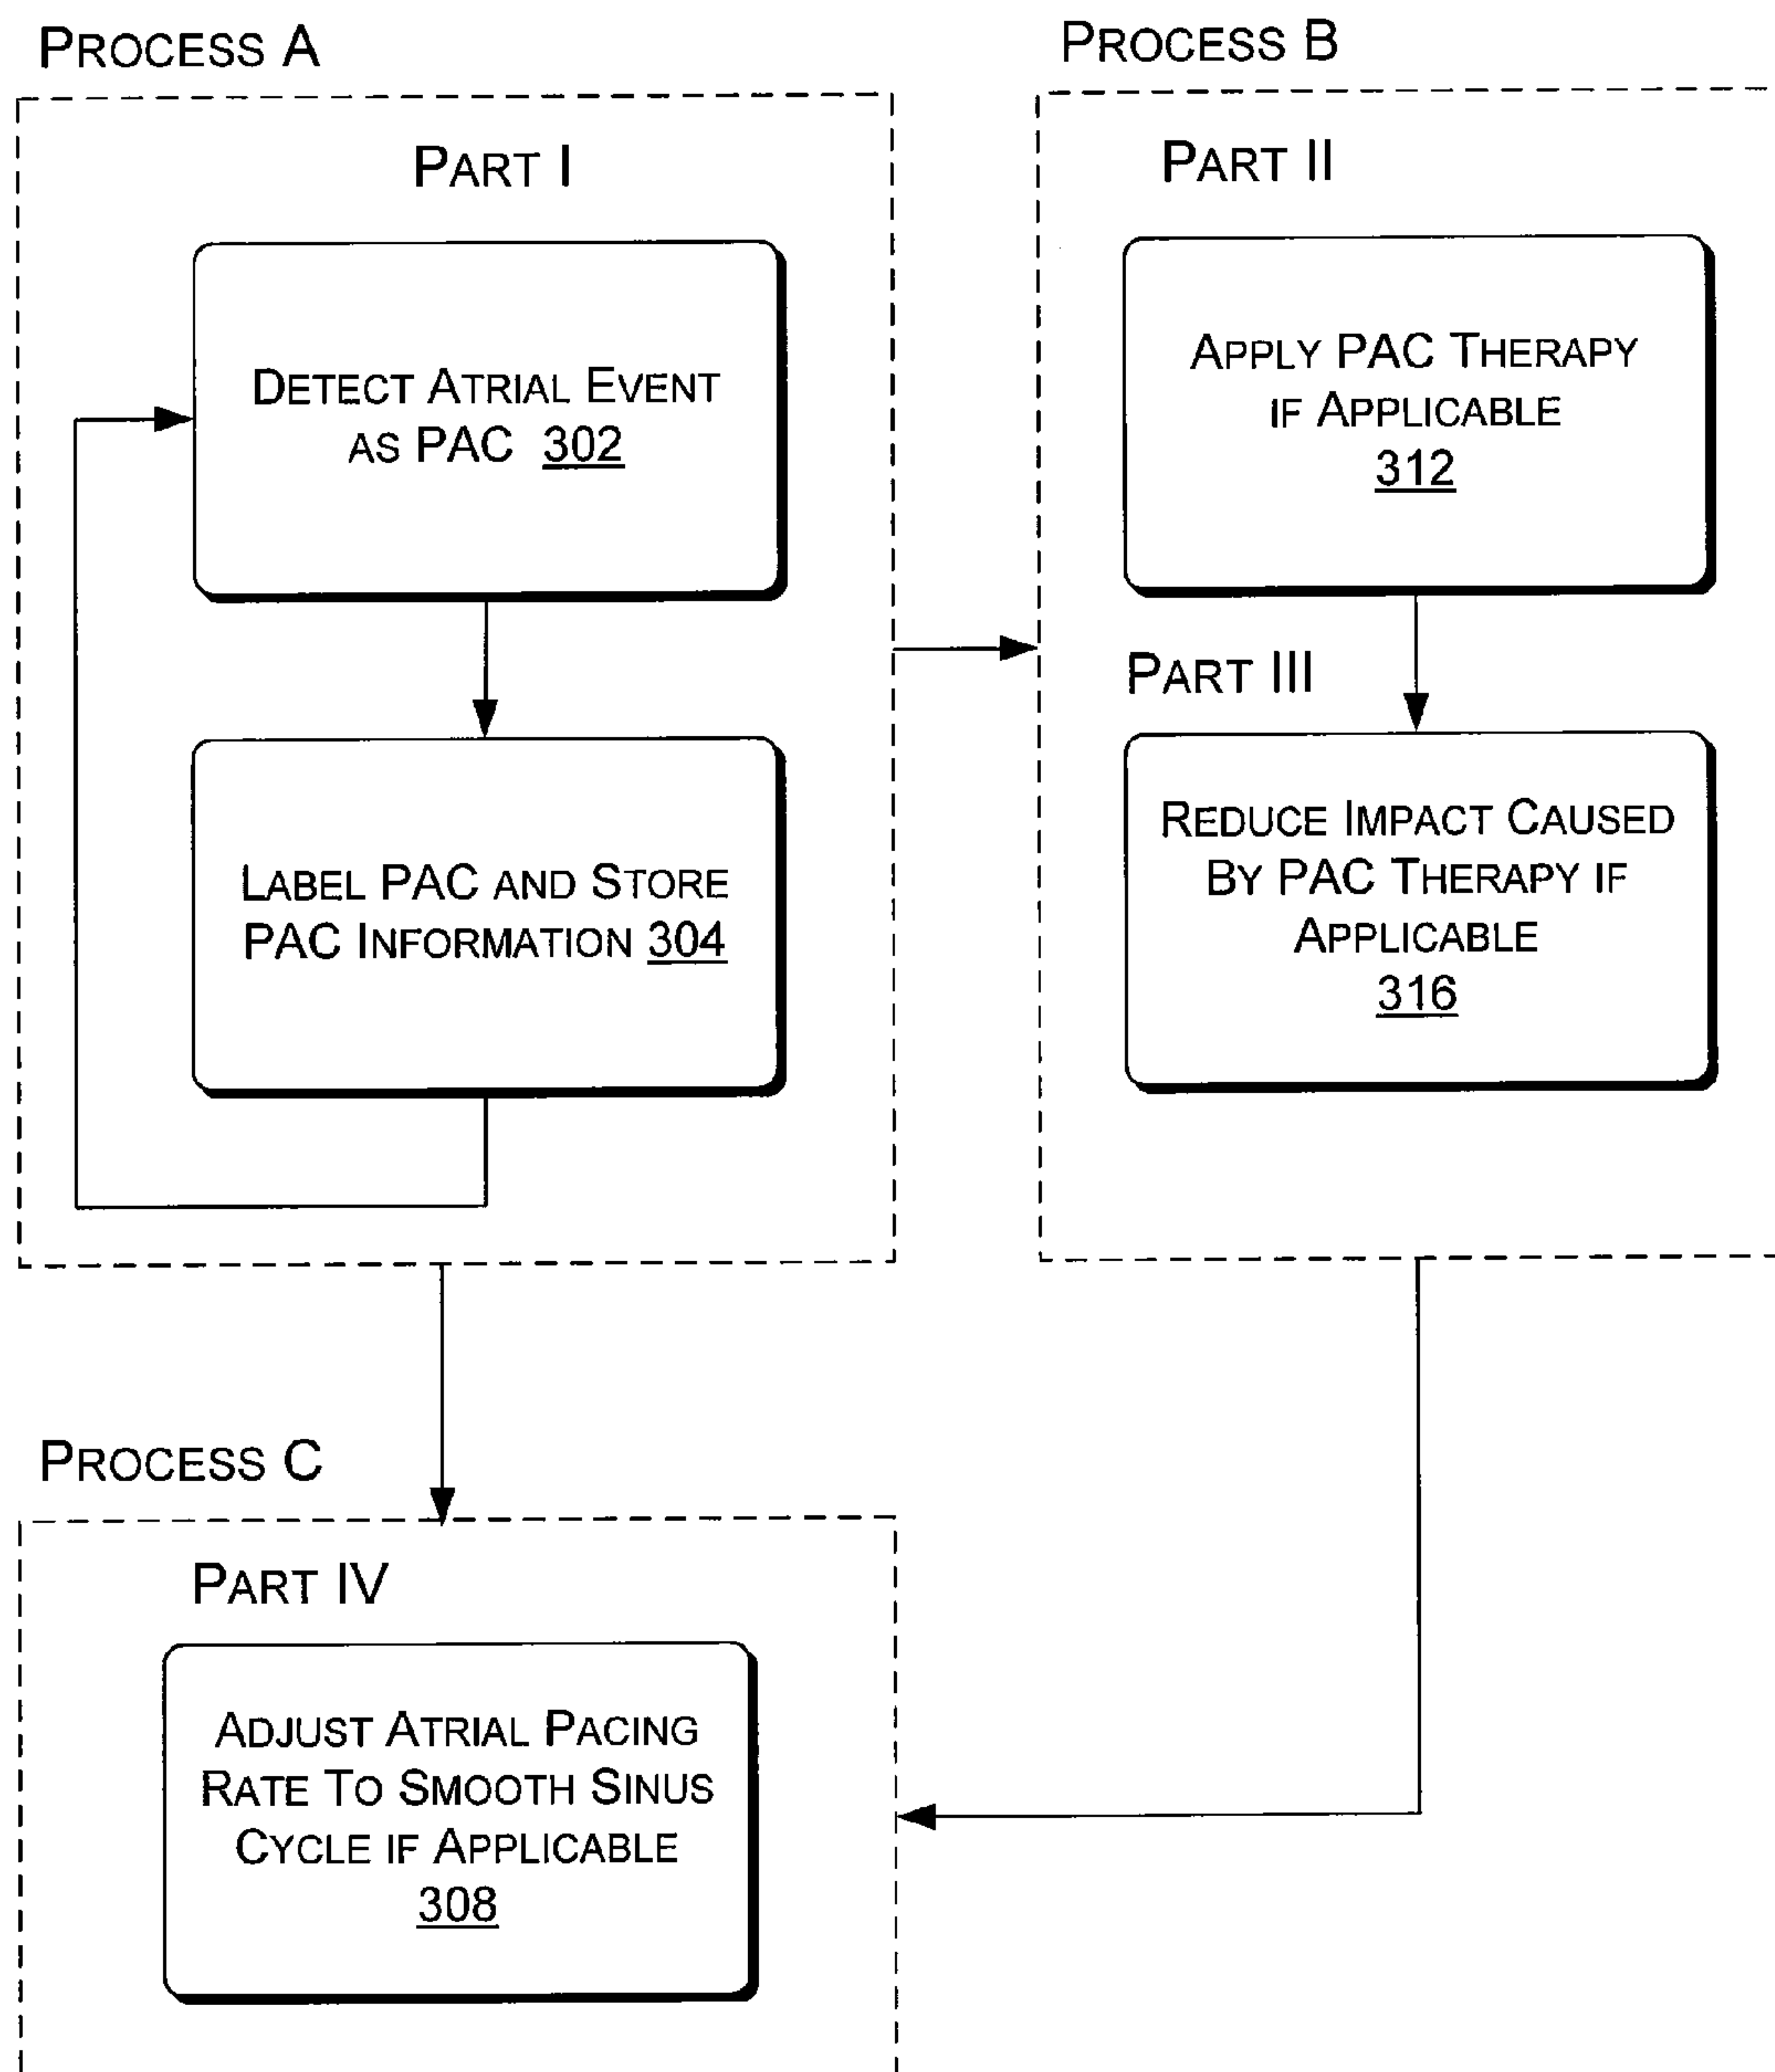 PROCESS A
PART I
DETECT ATRIAL EVENT
AS PAC 302
LABEL PAC AND STORE
PAC INFORMATION 304
PROCESS B
PART II
APPLY PAC THERAPY
IF APPLICABLE
312
PART III
REDUCE IMPACT CAUSED
BY PAC THERAPY IF
APPLICABLE
316
PROCESS C
PART IV
ADJUST ATRIAL PACING
RATE TO SMOOTH SINUS
CYCLE IF APPLICABLE
308